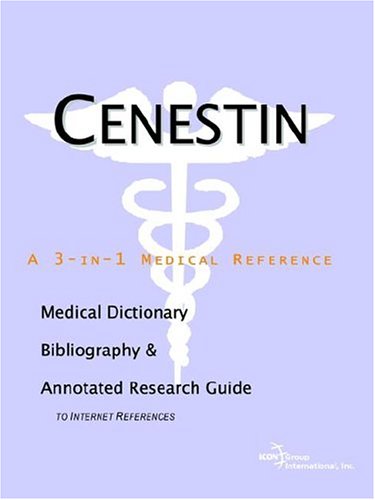 CENESTIN
A 3-IN-1 MEDICAL REFERENCE
Medical Dictionary
Bibliography &
Annotated Research Guide
TO INTERNET REFERENCES
ICON Group
International, Inc.